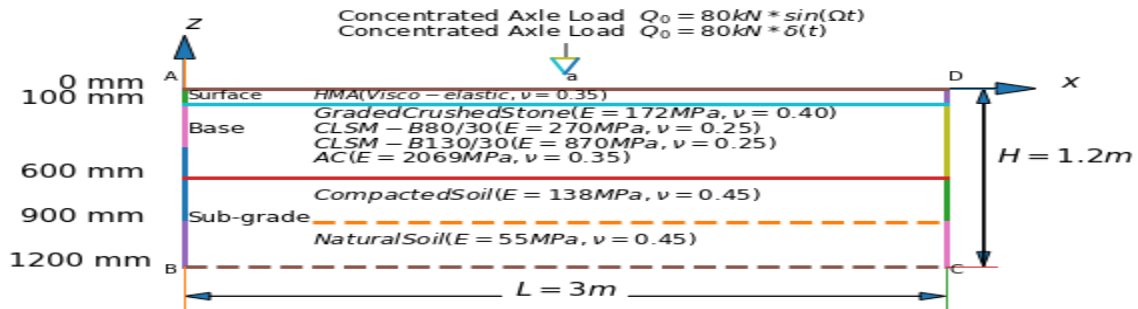 Concentrated Axle Load Q₀ = 80kN * sin(Ωt)
Concentrated Axle Load Q₀ = 80kN * δ(t)
z
A
a
D
x
0 mm
100 mm
Surface
HMA(Visco − elastic, ν = 0.35)
GradedCrushedStone(E = 172MPa, ν = 0.40)
Base
CLSM − B80/30(E = 270MPa, ν = 0.25)
CLSM − B130/30(E = 870MPa, ν = 0.25)
AC(E = 2069MPa, ν = 0.35)
H = 1.2m
600 mm
CompactedSoil(E = 138MPa, ν = 0.45)
900 mm
Sub-grade
NaturalSoil(E = 55MPa, ν = 0.45)
1200 mm
B
C
L = 3m